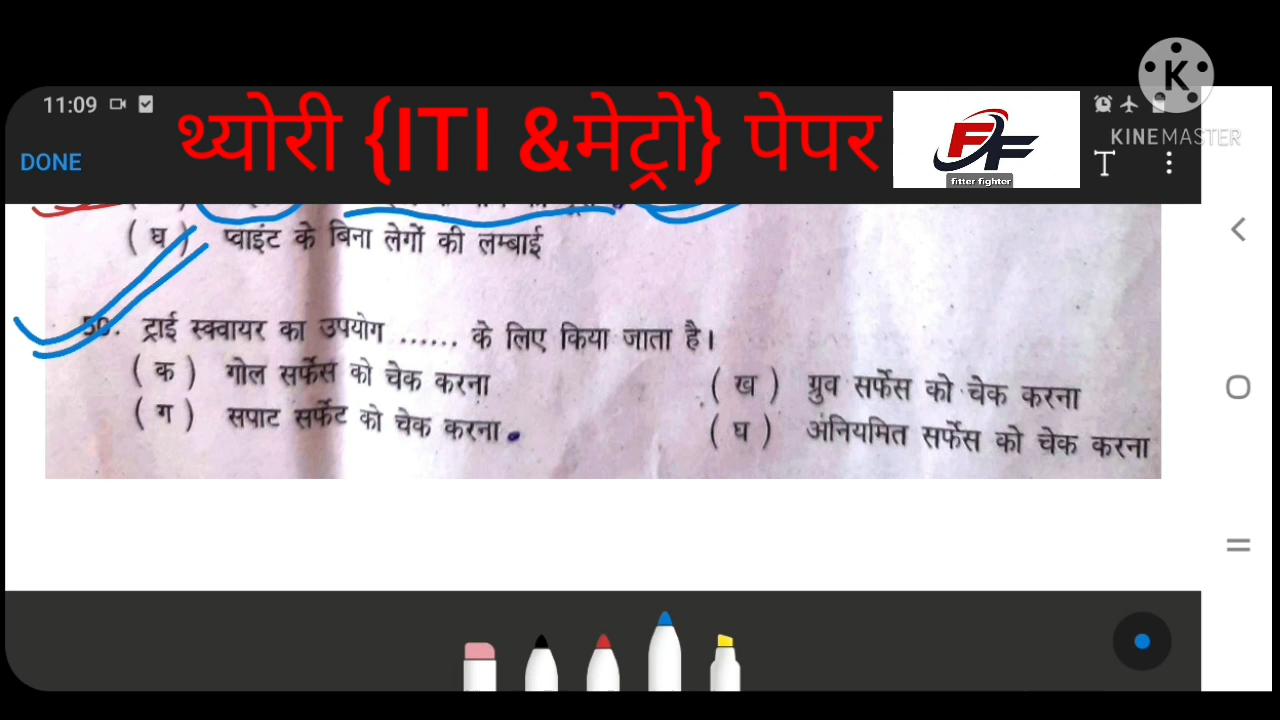 11:09
थ्योरी {ITI &मेट्रो} पेपर
KINEMASTER
DONE
T
fitter fighter
( घ ) प्वाइंट के बिना लेगों की लम्बाई
50. ट्राई स्क्वायर का उपयोग ...... के लिए किया जाता है।
( क ) गोल सर्फेस को चेक करना
( ख ) ग्रुव सर्फेस को चेक करना
( ग ) सपाट सर्फेट को चेक करना
( घ ) अंनियमित सर्फेस को चेक करना